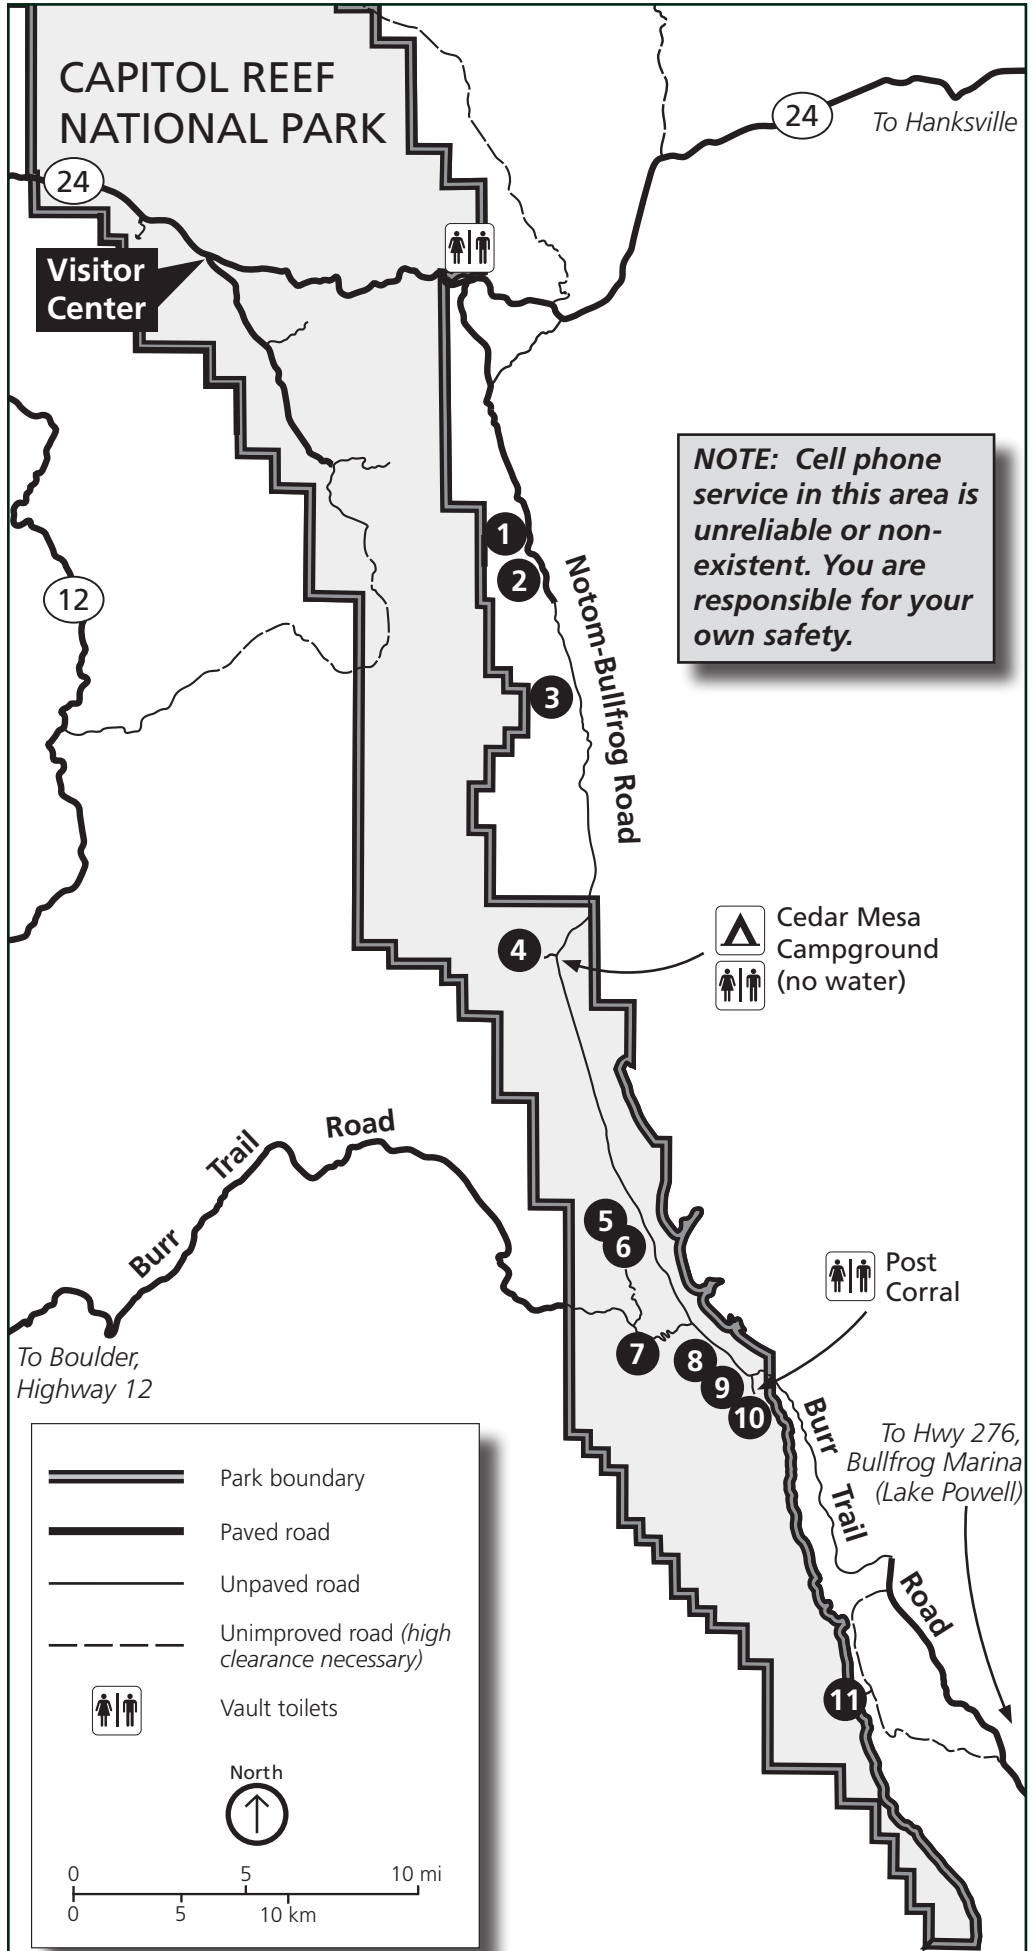 CAPITOL REEF
NATIONAL PARK
24
24
To Hanksville
Visitor
Center
NOTE: Cell phone
service in this area is
unreliable or non-
existent. You are
responsible for your
own safety.
1
2
12
Notom-Bullfrog Road
3
4
Cedar Mesa
Campground
(no water)
Burr Trail Road
5
6
Post
Corral
7
8
9
10
To Boulder,
Highway 12
Burr Trail Road
To Hwy 276,
Bullfrog Marina
(Lake Powell)
11
Park boundary
Paved road
Unpaved road
Unimproved road (high
clearance necessary)
Vault toilets
North
0 5 10 mi
0 5 10 km